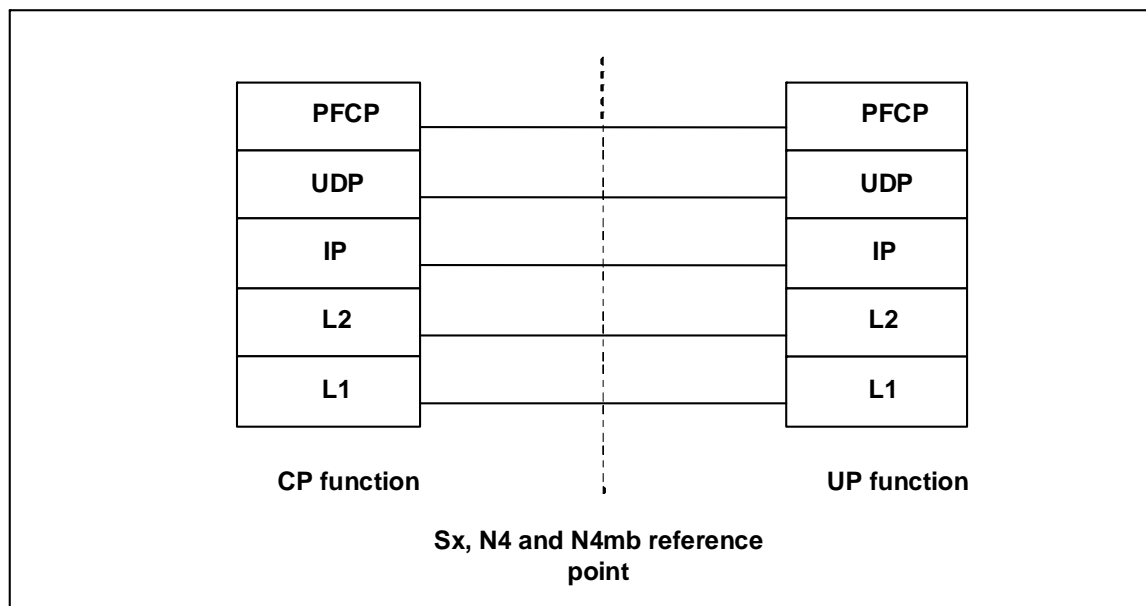 PFCP
UDP
IP
L2
L1
CP function
PFCP
UDP
IP
L2
L1
UP function
Sx, N4 and N4mb reference
point